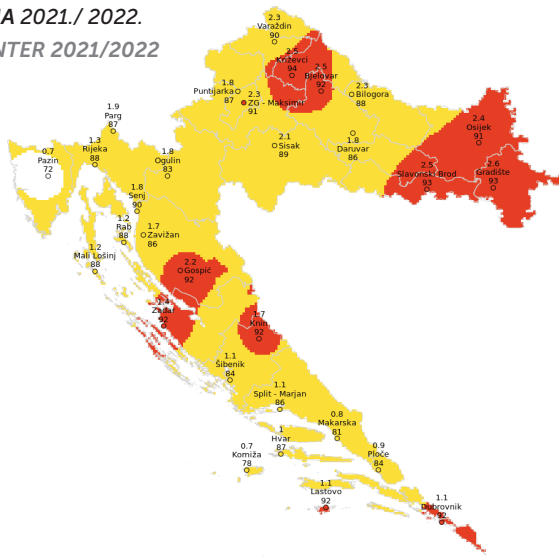 A 2021./ 2022.
NTER 2021/2022
2.3
Varaždin
90
2.5
Križevci
94
2.5
Bjelovar
92
1.8
Puntijarka
87
2.3
ZG - Maksimir
91
2.3
Bilogora
88
1.9
Parg
87
2.4
Osijek
91
1.3
Rijeka
88
0.7
Pazin
72
1.8
Ogulin
83
2.1
Sisak
89
1.8
Daruvar
86
2.5
Slavonski Brod
93
2.6
Gradište
93
1.8
Senj
90
1.2
Rab
88
1.7
Zavižan
86
1.2
Mali Lošinj
88
2.2
Gospić
92
1.4
Zadar
92
1.7
Knin
92
1.1
Šibenik
84
1.1
Split - Marjan
86
0.8
Makarska
81
1
Hvar
87
0.7
Komiža
78
0.9
Ploče
84
1.1
Lastovo
92
1.1
Dubrovnik
92